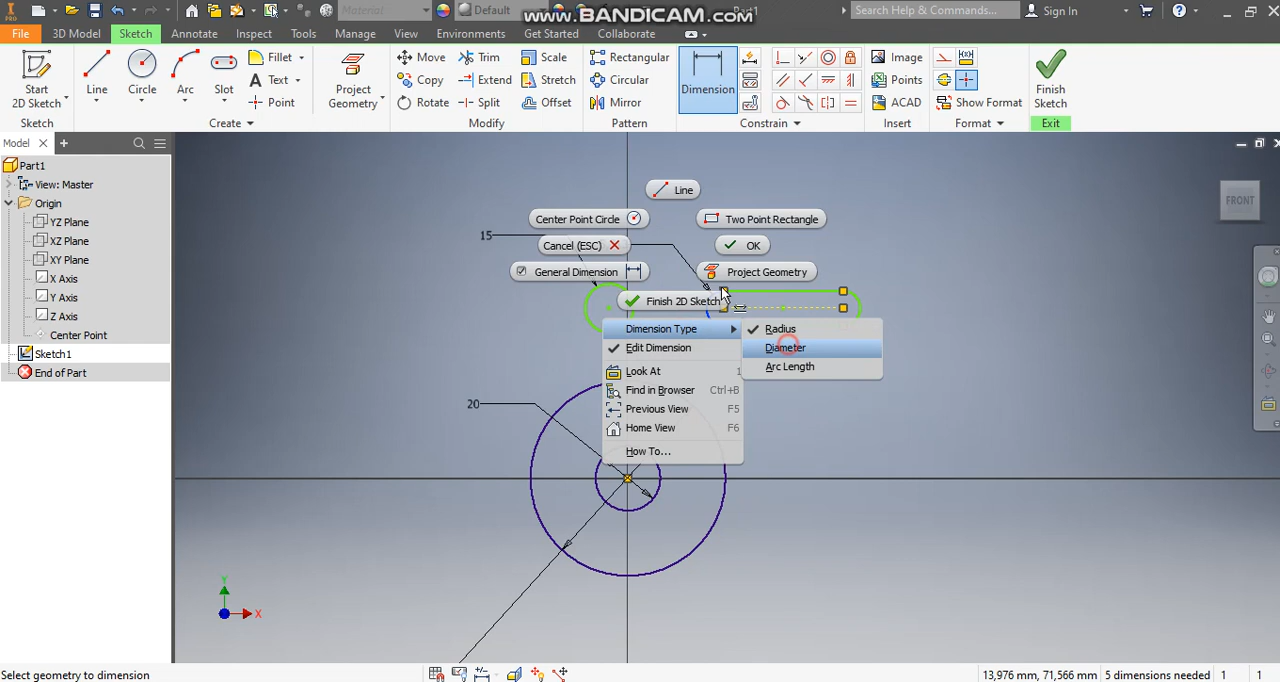 Material
Default
www.BANDICAM.com
Search Help & Commands...
Sign In
PRO
File
3D Model
Sketch
Annotate
Inspect
Tools
Manage
View
Environments
Get Started
Collaborate
Start
2D Sketch
Line
Circle
Arc
Slot
Fillet
Text
Point
Project
Geometry
Move
Copy
Rotate
Trim
Extend
Split
Scale
Stretch
Offset
Rectangular
Circular
Mirror
Dimension
Image
Points
ACAD
Show Format
Finish
Sketch
Sketch
Create
Modify
Pattern
Constrain
Insert
Format
Exit
Model
Part1
View: Master
Origin
YZ Plane
XZ Plane
XY Plane
X Axis
Y Axis
Z Axis
Center Point
Sketch1
End of Part
Line
Center Point Circle
Two Point Rectangle
15
Cancel (ESC)
OK
General Dimension
Project Geometry
Finish 2D Sketch
Dimension Type
Radius
Edit Dimension
Diameter
Look At
Arc Length
Find in Browser Ctrl+B
Previous View F5
Home View F6
How To...
20
FRONT
Y
X
Select geometry to dimension
13,976 mm, 71,566 mm
5 dimensions needed
1
1